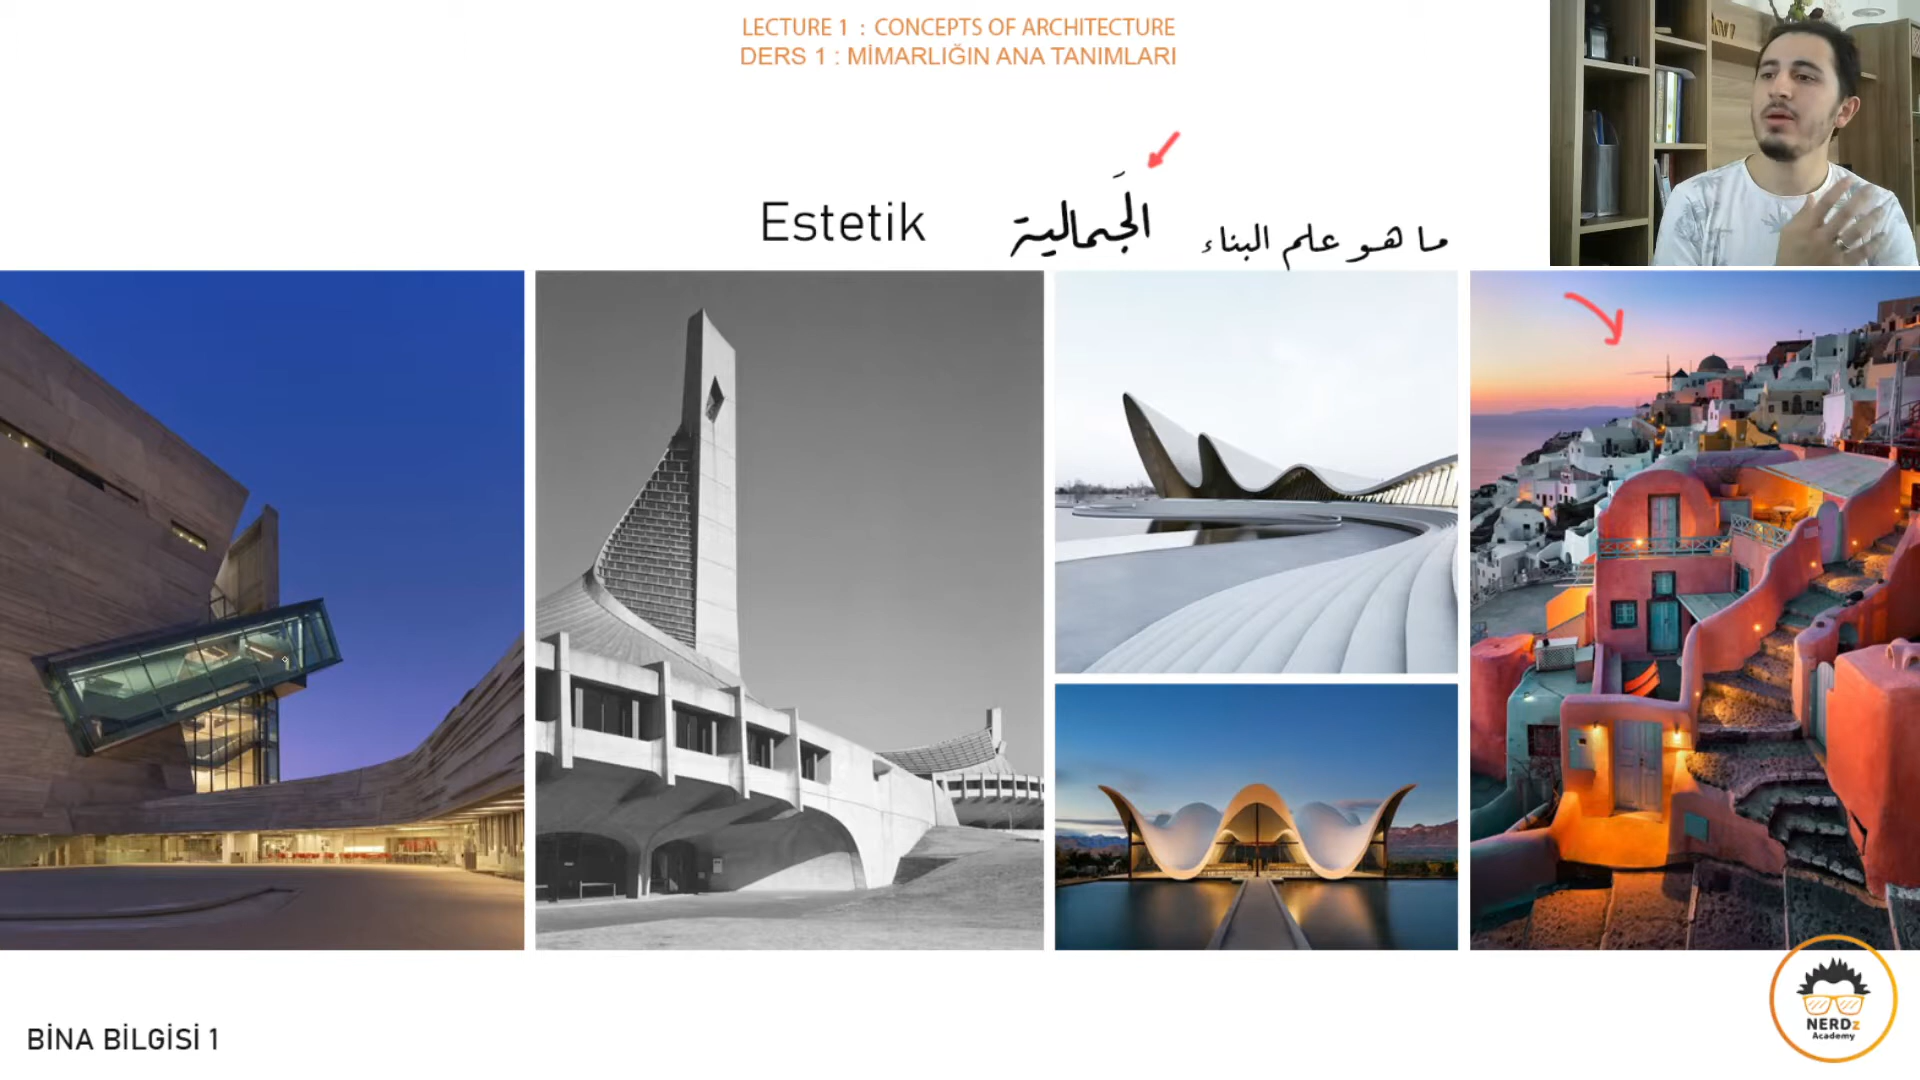 LECTURE 1 : CONCEPTS OF ARCHITECTURE
DERS 1 : MİMARLIĞIN ANA TANIMLARI
Estetik
الجَمالية
ما هو علم البناء
BİNA BİLGİSİ 1
NERDz
Academy